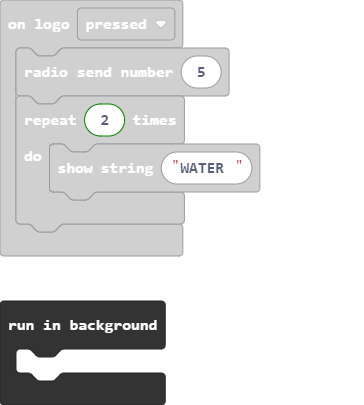 on logo pressed
radio send number 5
repeat 2 times
do
show string "WATER "
run in background